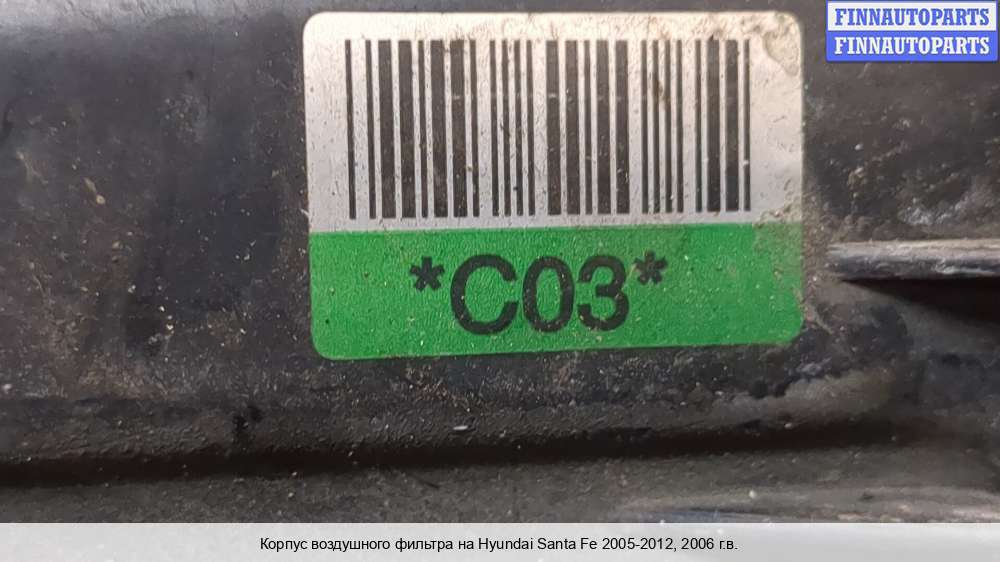 FINNAUTOPARTS
FINNAUTOPARTS
*C03*
Корпус воздушного фильтра на Hyundai Santa Fe 2005-2012, 2006 г.в.